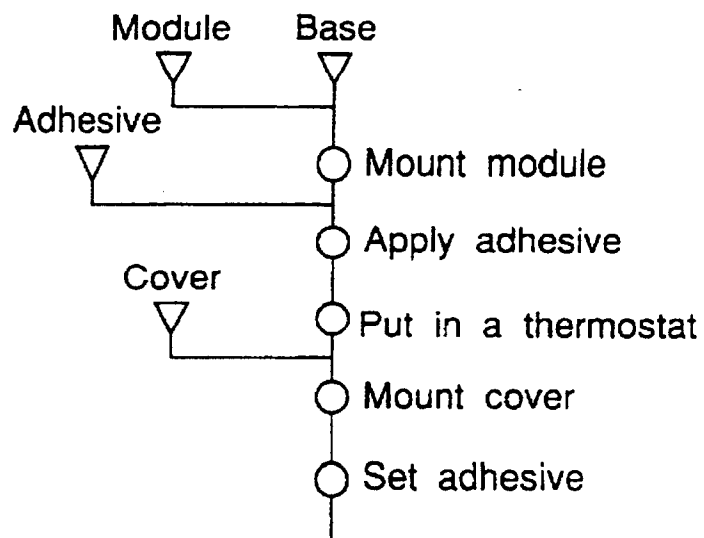 Module Base
Adhesive
Mount module
Apply adhesive
Cover
Put in a thermostat
Mount cover
Set adhesive